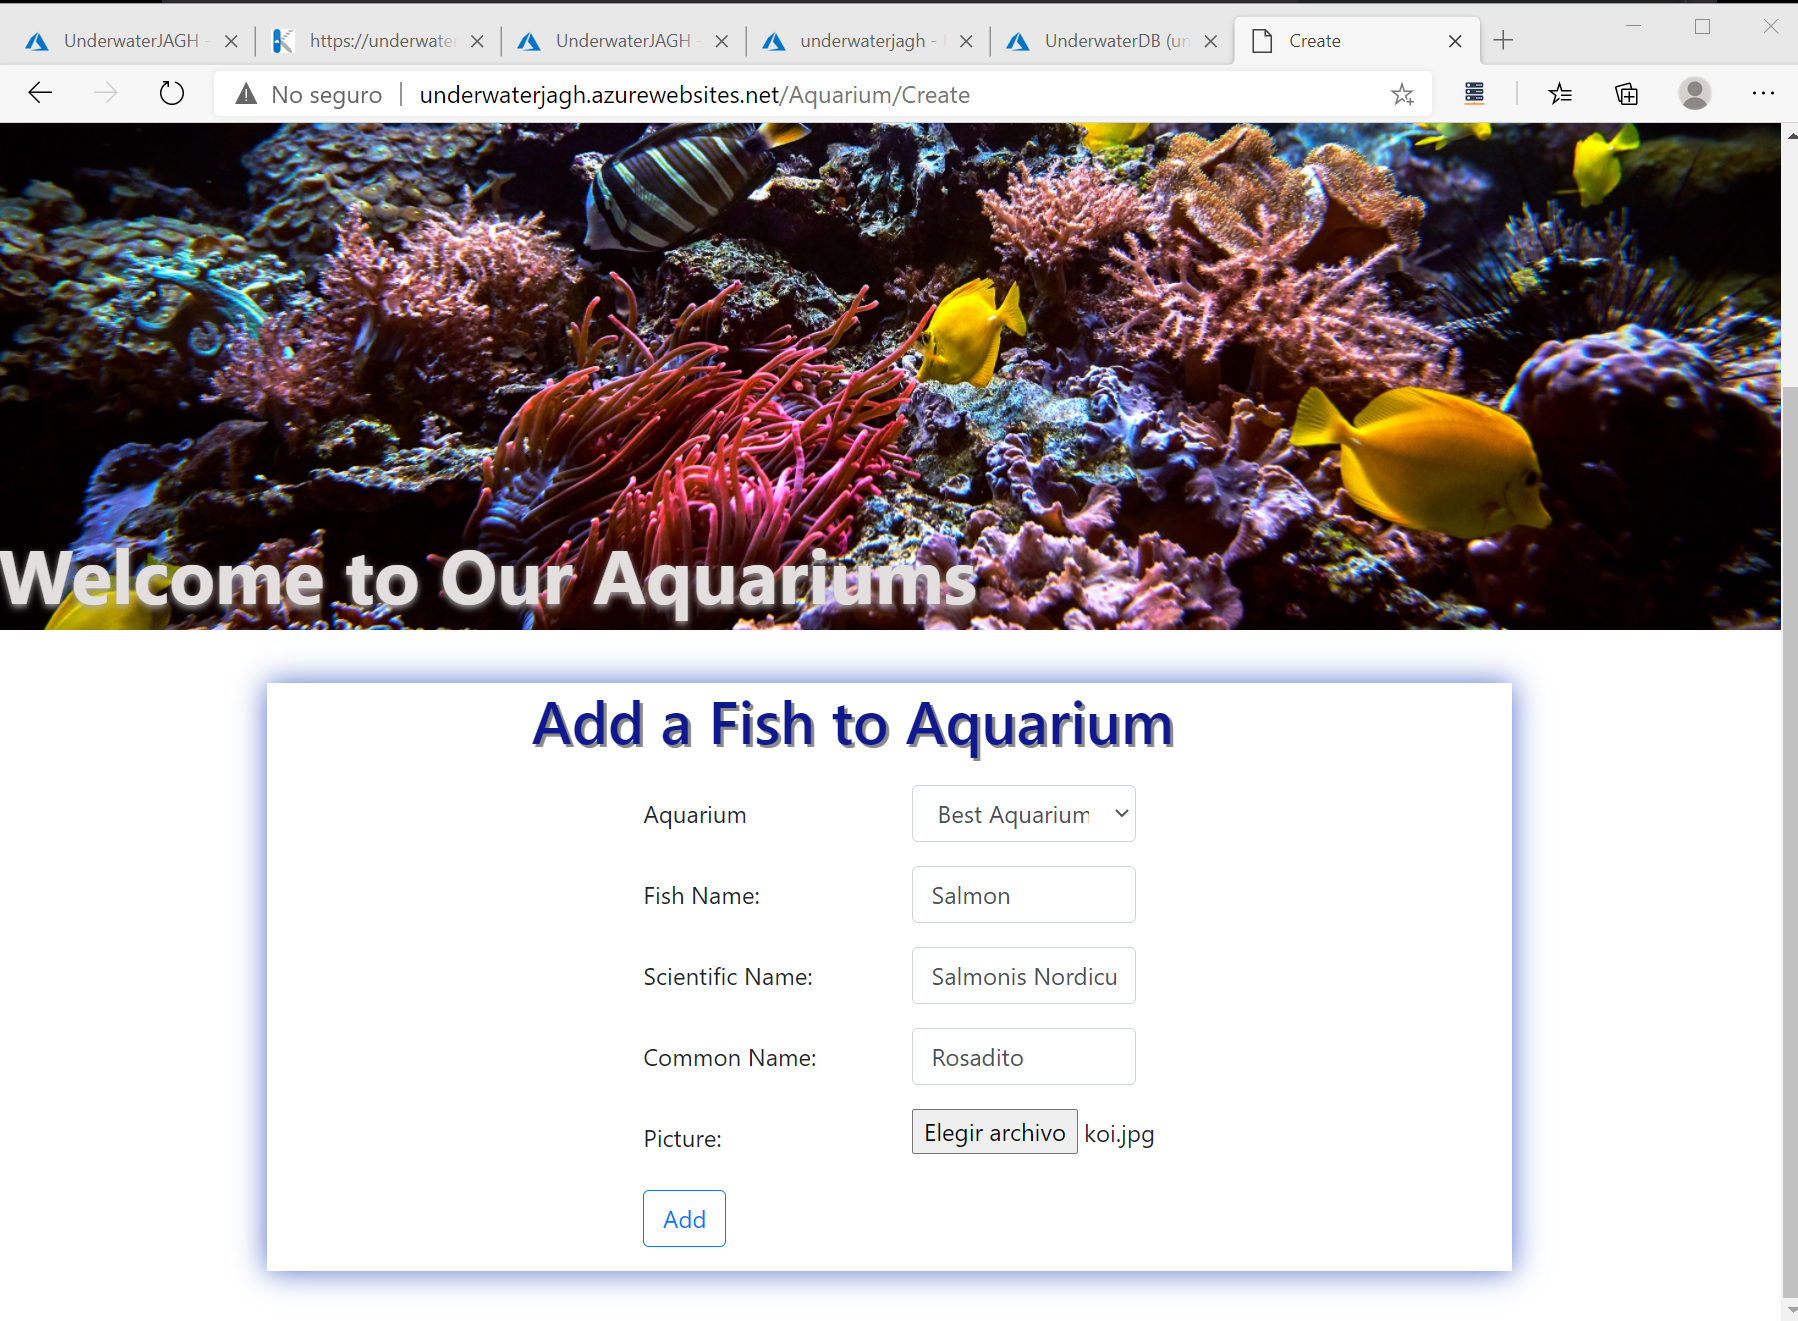 UnderwaterJAGH -
https://underwate
UnderwaterJAGH -
underwaterjagh -
UnderwaterDB (un
Create
No seguro
underwaterjagh.azurewebsites.net/Aquarium/Create
Welcome to Our Aquariums
Add a Fish to Aquarium
Aquarium
Best Aquarium
Fish Name:
Salmon
Scientific Name:
Salmonis Nordicu
Common Name:
Rosadito
Picture:
Elegir archivo koi.jpg
Add